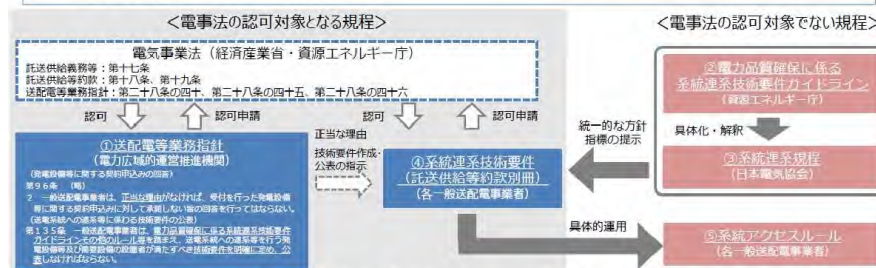 <電事法の認可対象となる規程>
<電事法の認可対象でない規程>
電気事業法（経済産業省・資源エネルギー庁）
託送供給義務等：第十七条
託送供給等約款：第十八条、第十九条
送配電等業務指針：第二十八条の四十、第二十八条の四十五、第二十八条の四十六
認可
認可申請
認可
認可申請
①送配電等業務指針
（電力広域的運営推進機関）
（発電設備等に関する契約申込みの回答）
第96条 （略）
2 一般送配電事業者は、正当な理由がなければ、受付を行った発電設備
等に関する契約申込みに対して承諾しない旨の回答を行ってはならない。
（送電系統への連系等に係わる技術要件の公表）
第135条 一般送配電事業者は、電力品質確保に係る系統連系技術要件
ガイドラインその他のルール等を踏まえ、送電系統への連系等を行う発
電設備等及び需要設備の設置者が満たすべき技術要件を明確に定め、公
表しなければならない。
正当な理由
技術要件作成・
公表の指示
④系統連系技術要件
（託送供給等約款別冊）
（各一般送配電事業者）
統一的な方針
指標の提示
②電力品質確保に係る
系統連系技術要件ガイドライン
（資源エネルギー庁）
具体化・解釈
③系統連系規程
（日本電気協会）
具体的運用
⑤系統アクセスルール
（各一般送配電事業者）